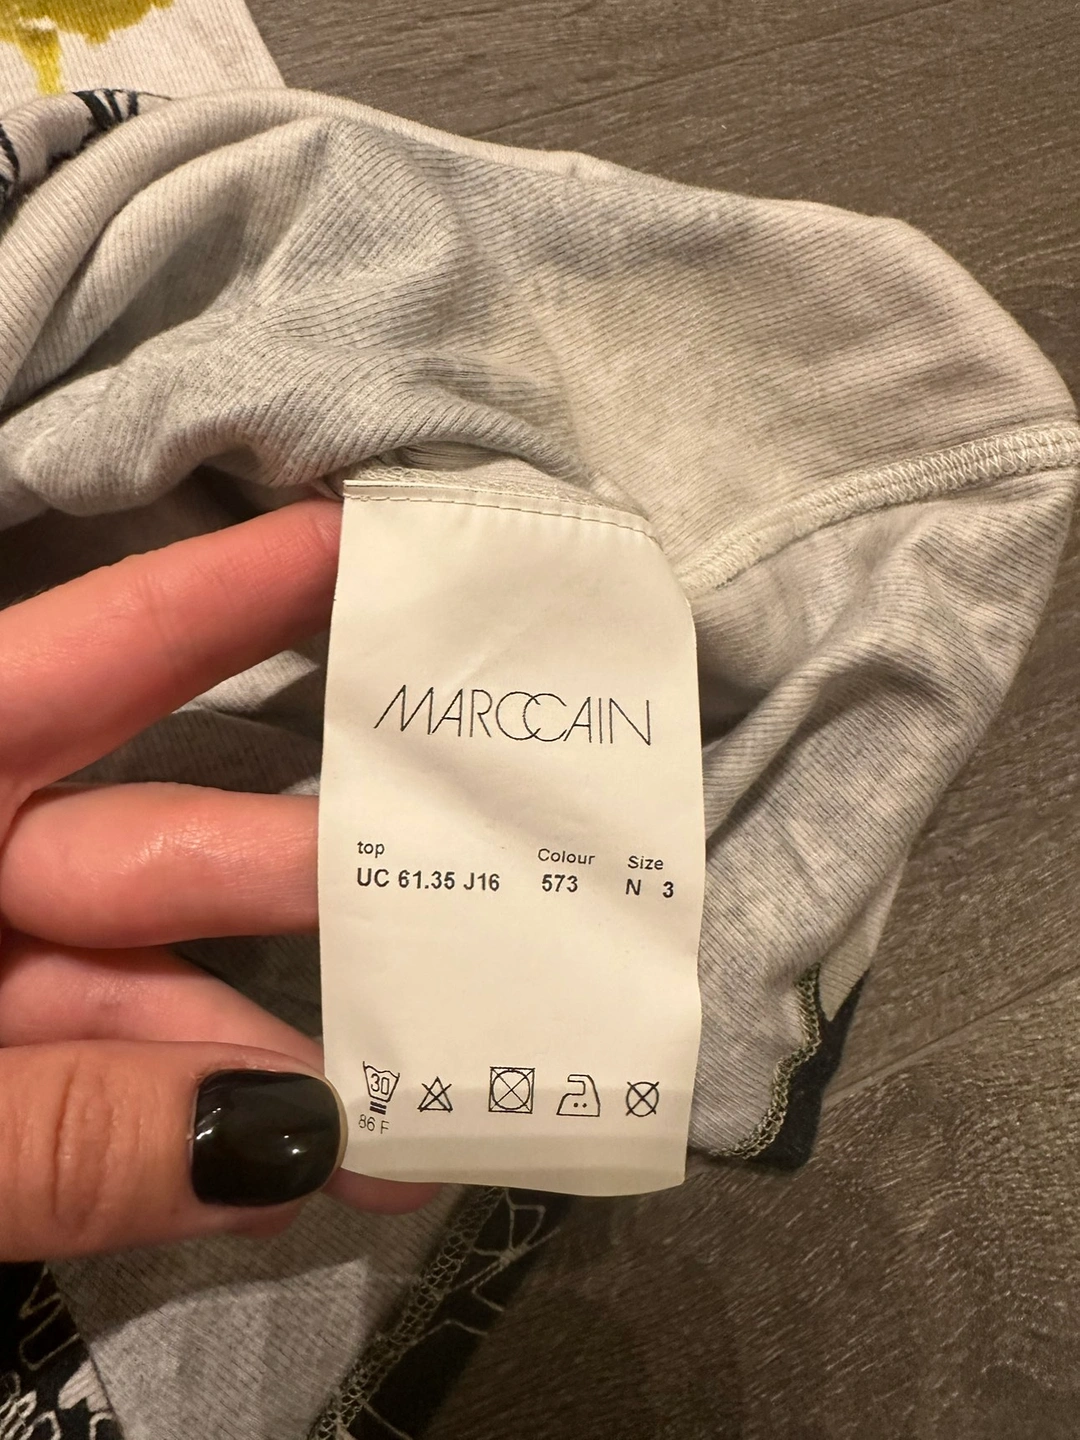 MARCCAIN
top Colour Size
UC 61.35 J16 573 N 3
30
86 F